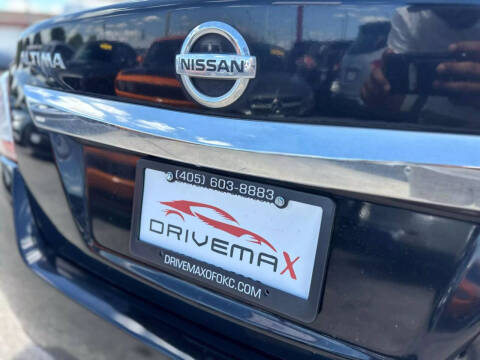 ALTIMA
NISSAN
(405) 603-8883
DRIVEMAX
DRIVEMAXOFOKC.COM